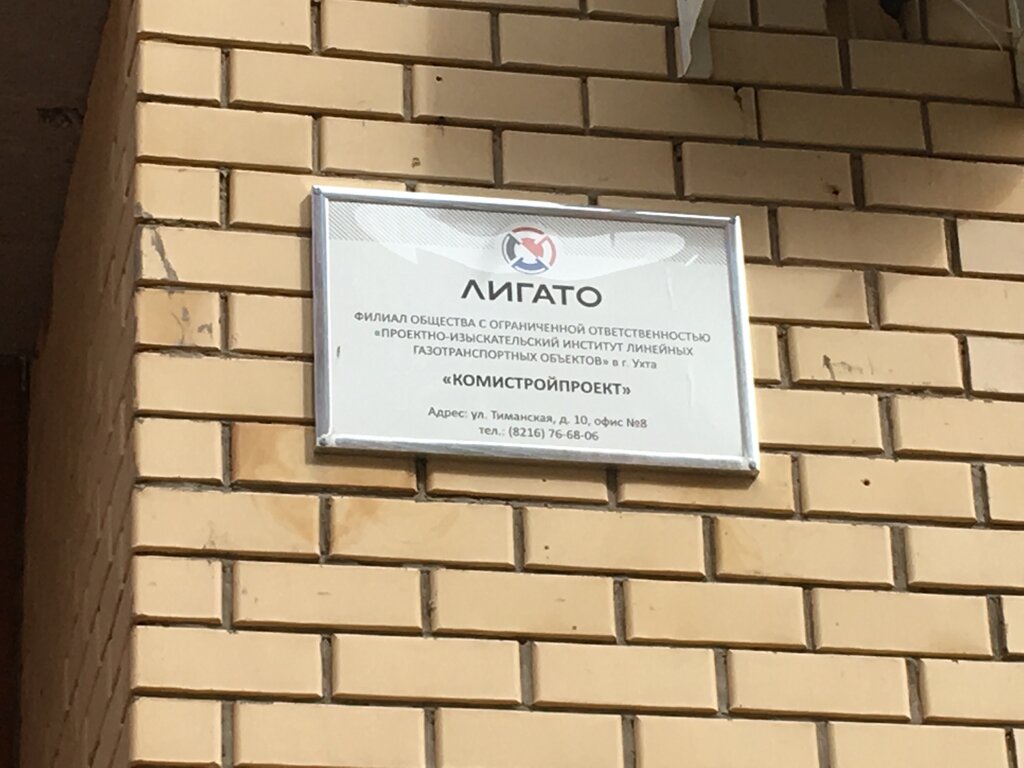 ЛИГАТО
ФИЛИАЛ ОБЩЕСТВА С ОГРАНИЧЕННОЙ ОТВЕТСТВЕННОСТЬЮ
«ПРОЕКТНО-ИЗЫСКАТЕЛЬСКИЙ ИНСТИТУТ ЛИНЕЙНЫХ
ГАЗОТРАНСПОРТНЫХ ОБЪЕКТОВ» в г. Ухта
«КОМИСТРОЙПРОЕКТ»
Адрес: ул. Тиманская, д. 10, офис №8
тел.: (8216) 76-68-06